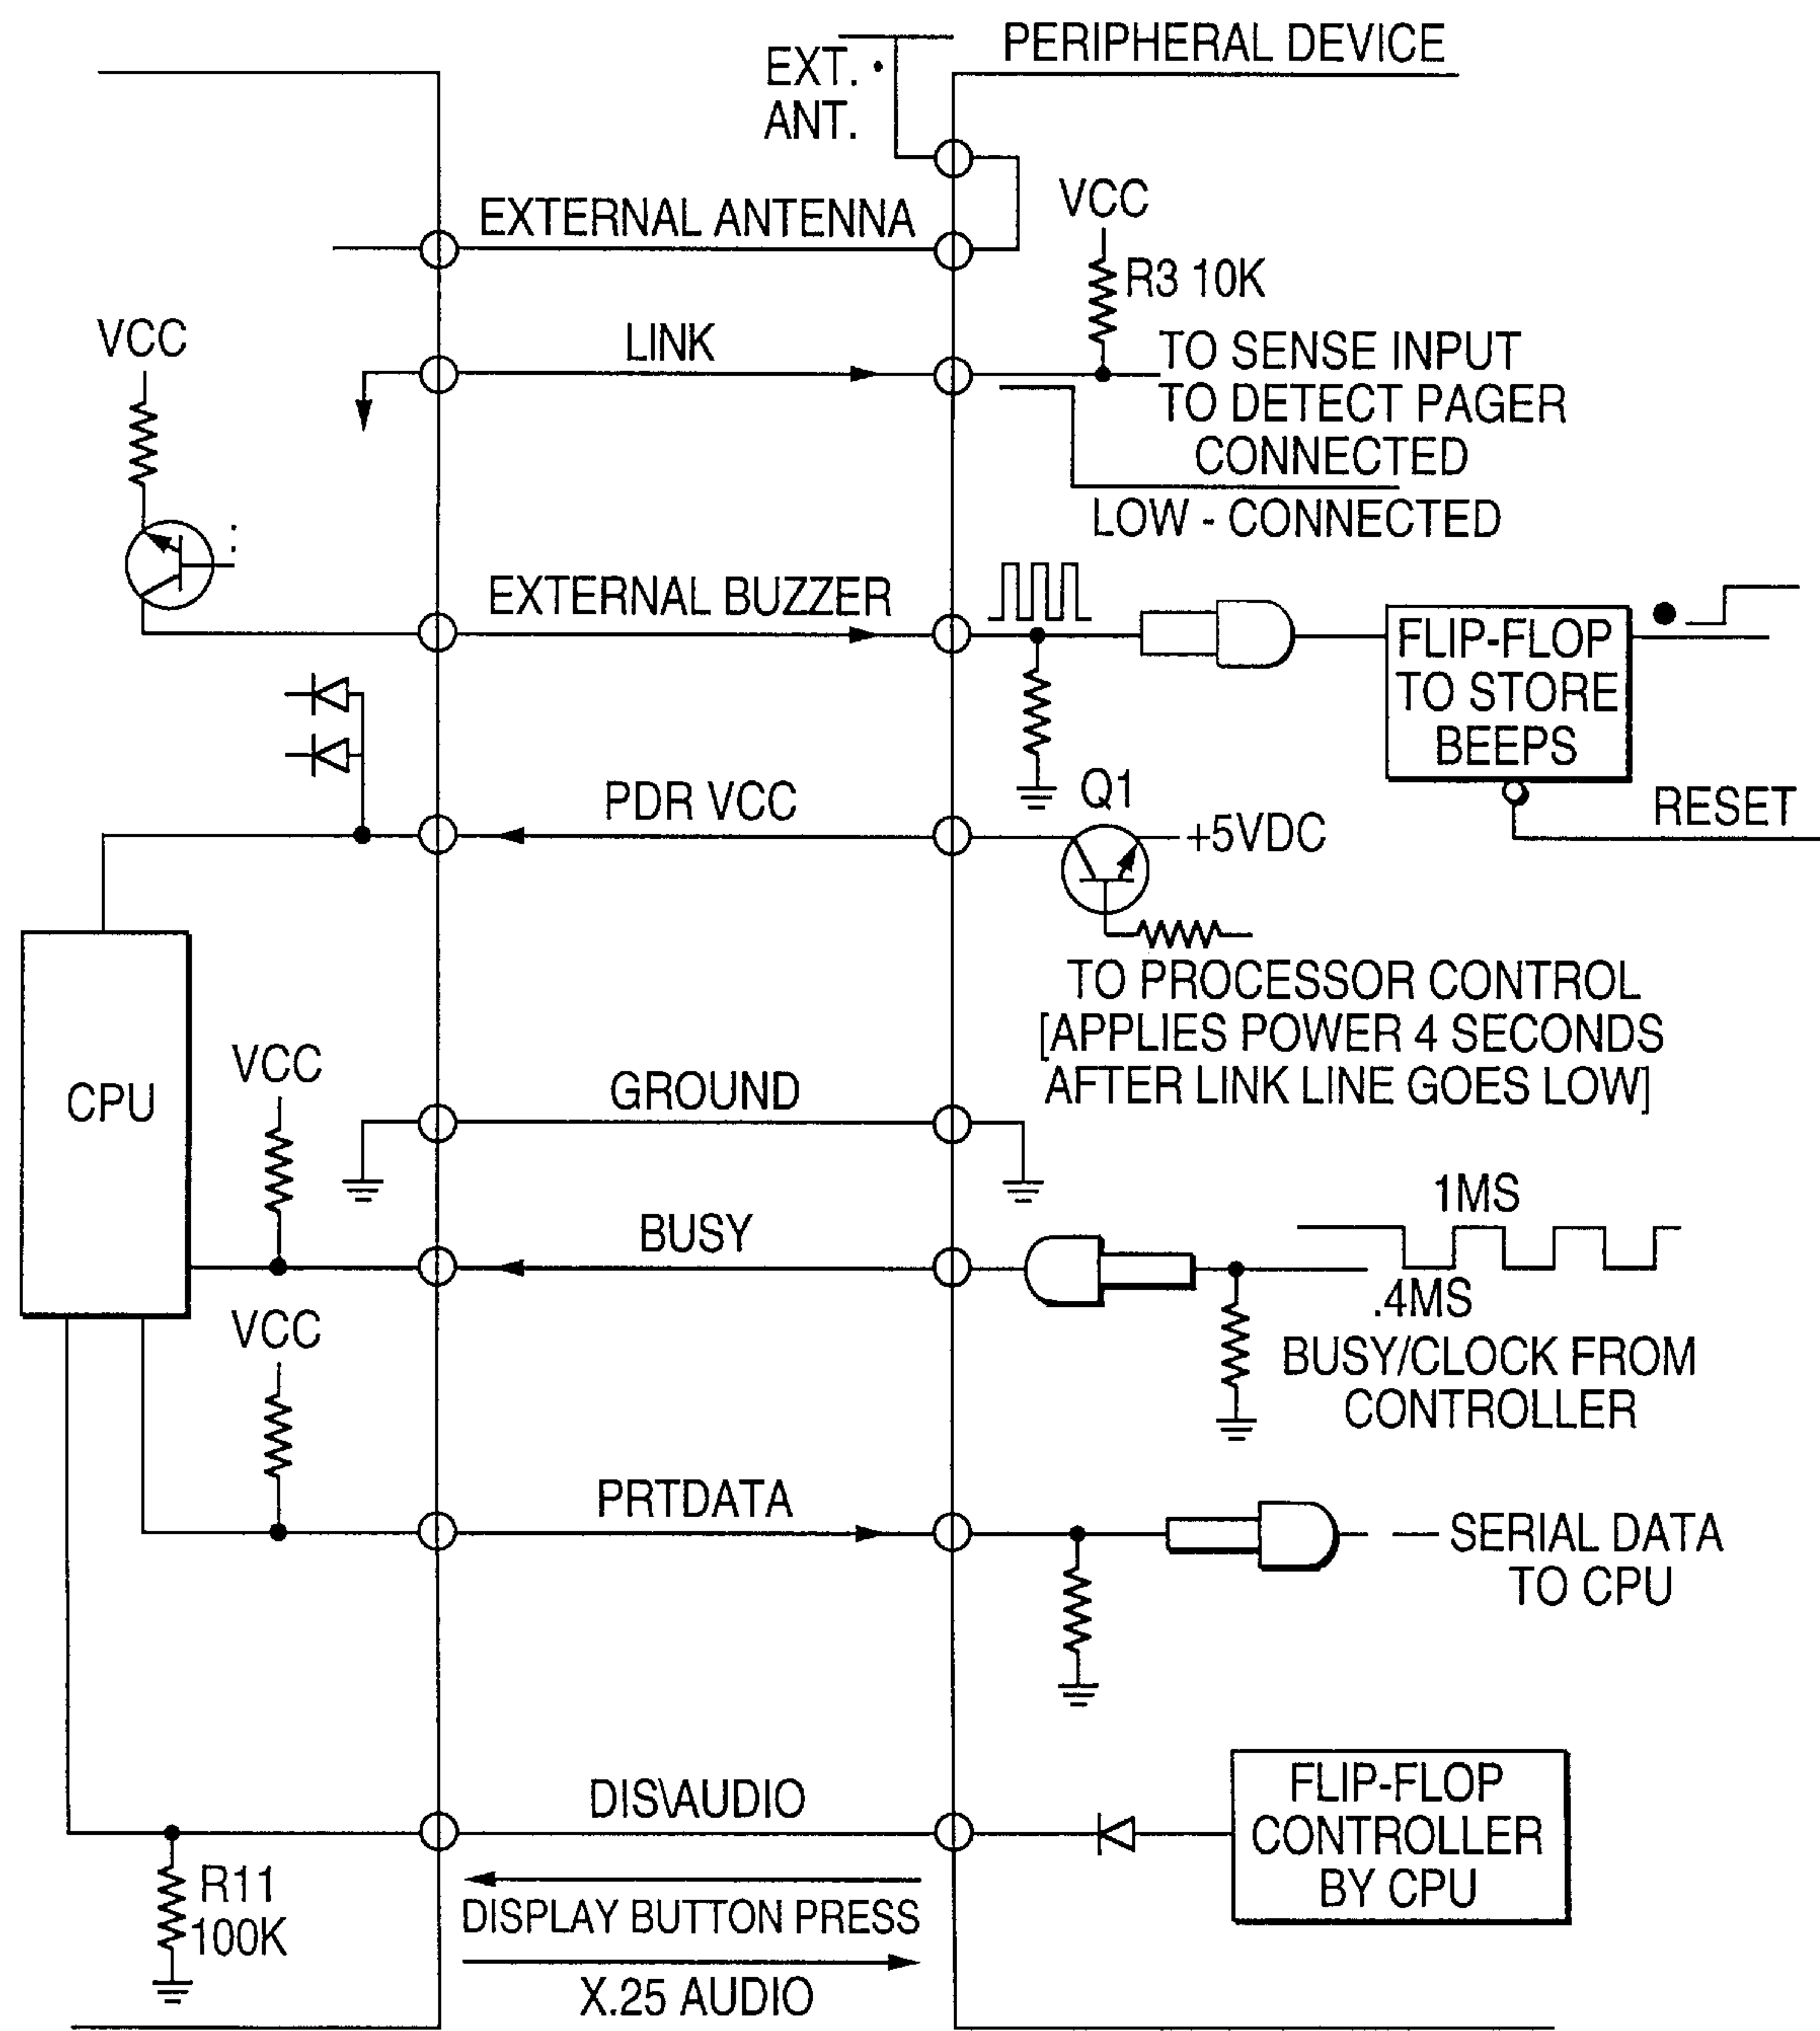 PERIPHERAL DEVICE
EXT.
ANT.
EXTERNAL ANTENNA
VCC
R3 10K
VCC
LINK
TO SENSE INPUT
TO DETECT PAGER
CONNECTED
LOW - CONNECTED
EXTERNAL BUZZER
FLIP-FLOP
TO STORE
BEEPS
RESET
PDR VCC
Q1
+5VDC
TO PROCESSOR CONTROL
[APPLIES POWER 4 SECONDS
AFTER LINK LINE GOES LOW]
CPU
VCC
GROUND
BUSY
1MS
.4MS
BUSY/CLOCK FROM
CONTROLLER
VCC
PRTDATA
SERIAL DATA
TO CPU
DIS\AUDIO
FLIP-FLOP
CONTROLLER
BY CPU
R11
100K
DISPLAY BUTTON PRESS
X.25 AUDIO